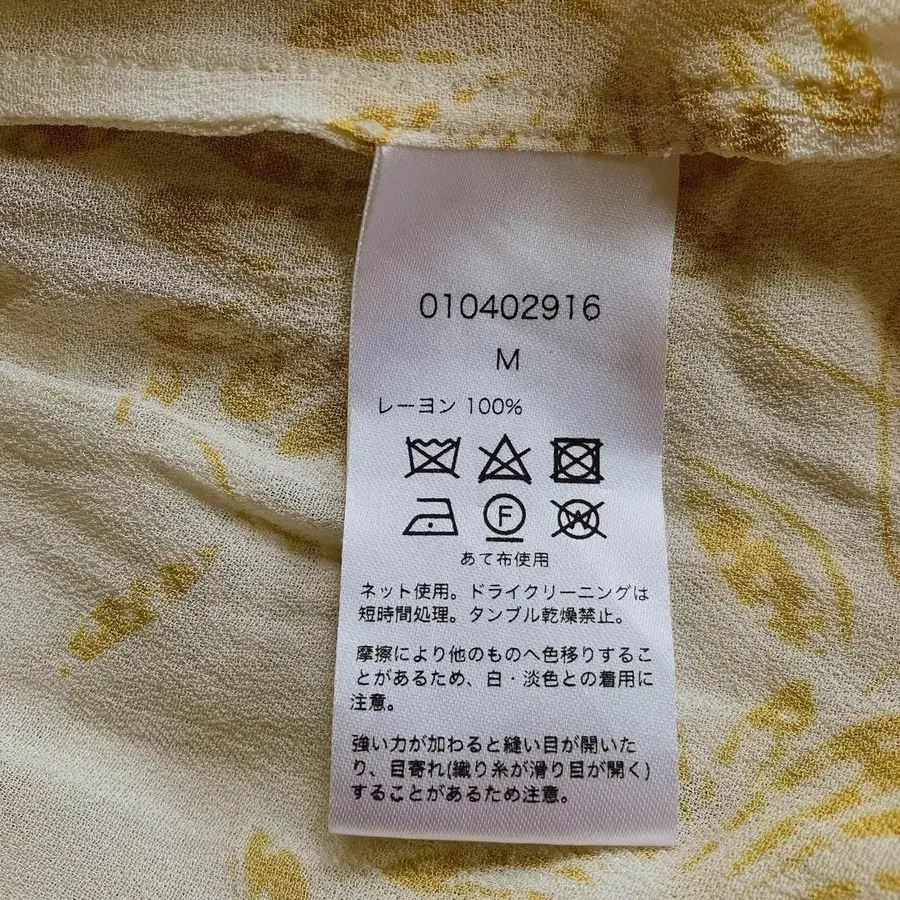 010402916
M
レーヨン 100%
F
W
あて布使用
ネット使用。ドライクリーニングは
短時間処理。タンブル乾燥禁止。
摩擦により他のものへ色移りするこ
とがあるため、白・淡色との着用に
注意。
強い力が加わると縫い目が開いた
り、目寄れ(織り糸が滑り目が開く)
することがあるため注意。